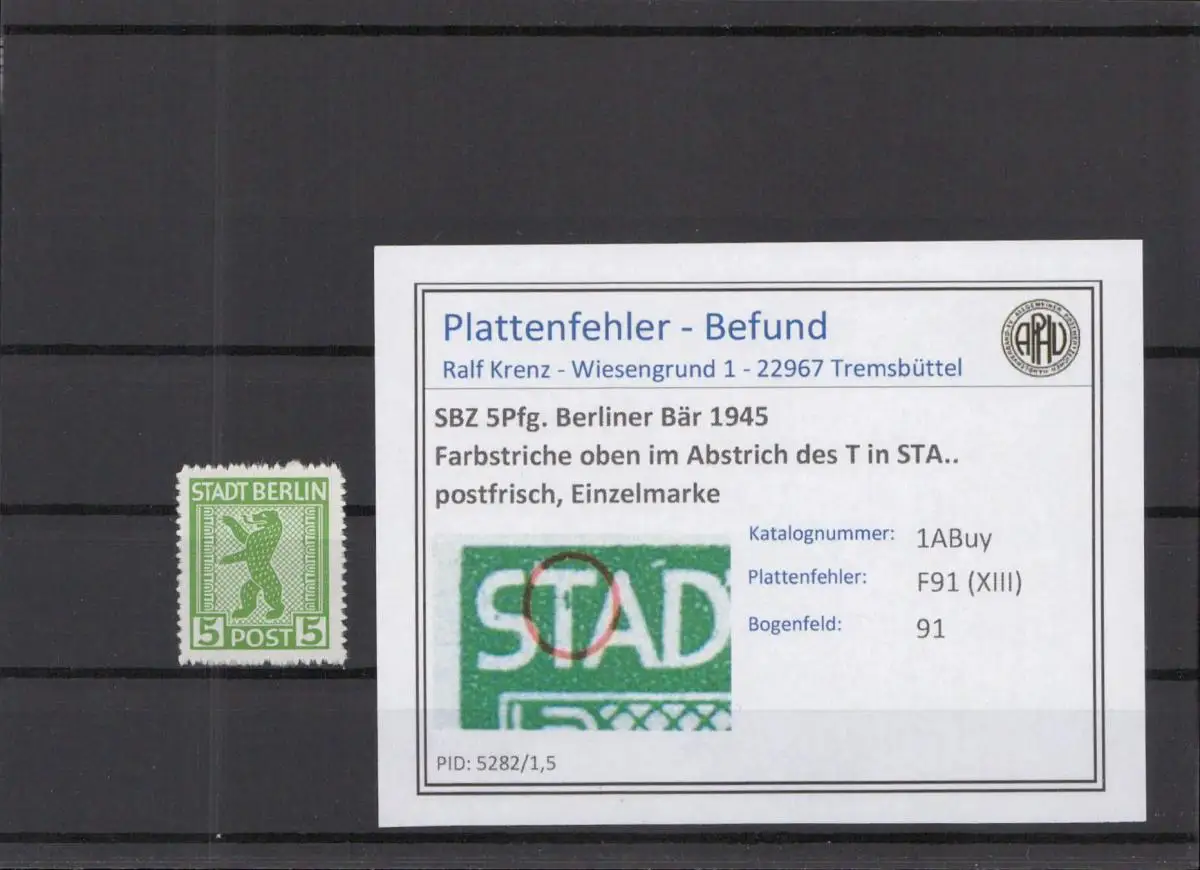 STADT BERLIN
5 POST 5
Plattenfehler - Befund
Ralf Krenz - Wiesengrund 1 - 22967 Tremsbüttel
APHV
SBZ 5Pfg. Berliner Bär 1945
Farbstriche oben im Abstrich des T in STA..
postfrisch, Einzelmarke
STAD
Katalognummer: 1ABuy
Plattenfehler: F91 (XIII)
Bogenfeld: 91
PID: 5282/1,5